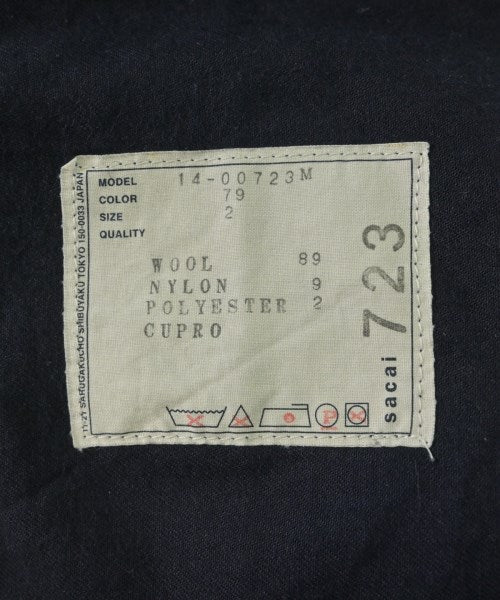 MODEL 14-00723M
COLOR 79
SIZE 2
QUALITY
WOOL 89
NYLON 9
POLYESTER 2
CUPRO
P
sacai 723
11-21 SARUGAKUCHO SHIBUYAKU TOKYO 150-0033 JAPAN